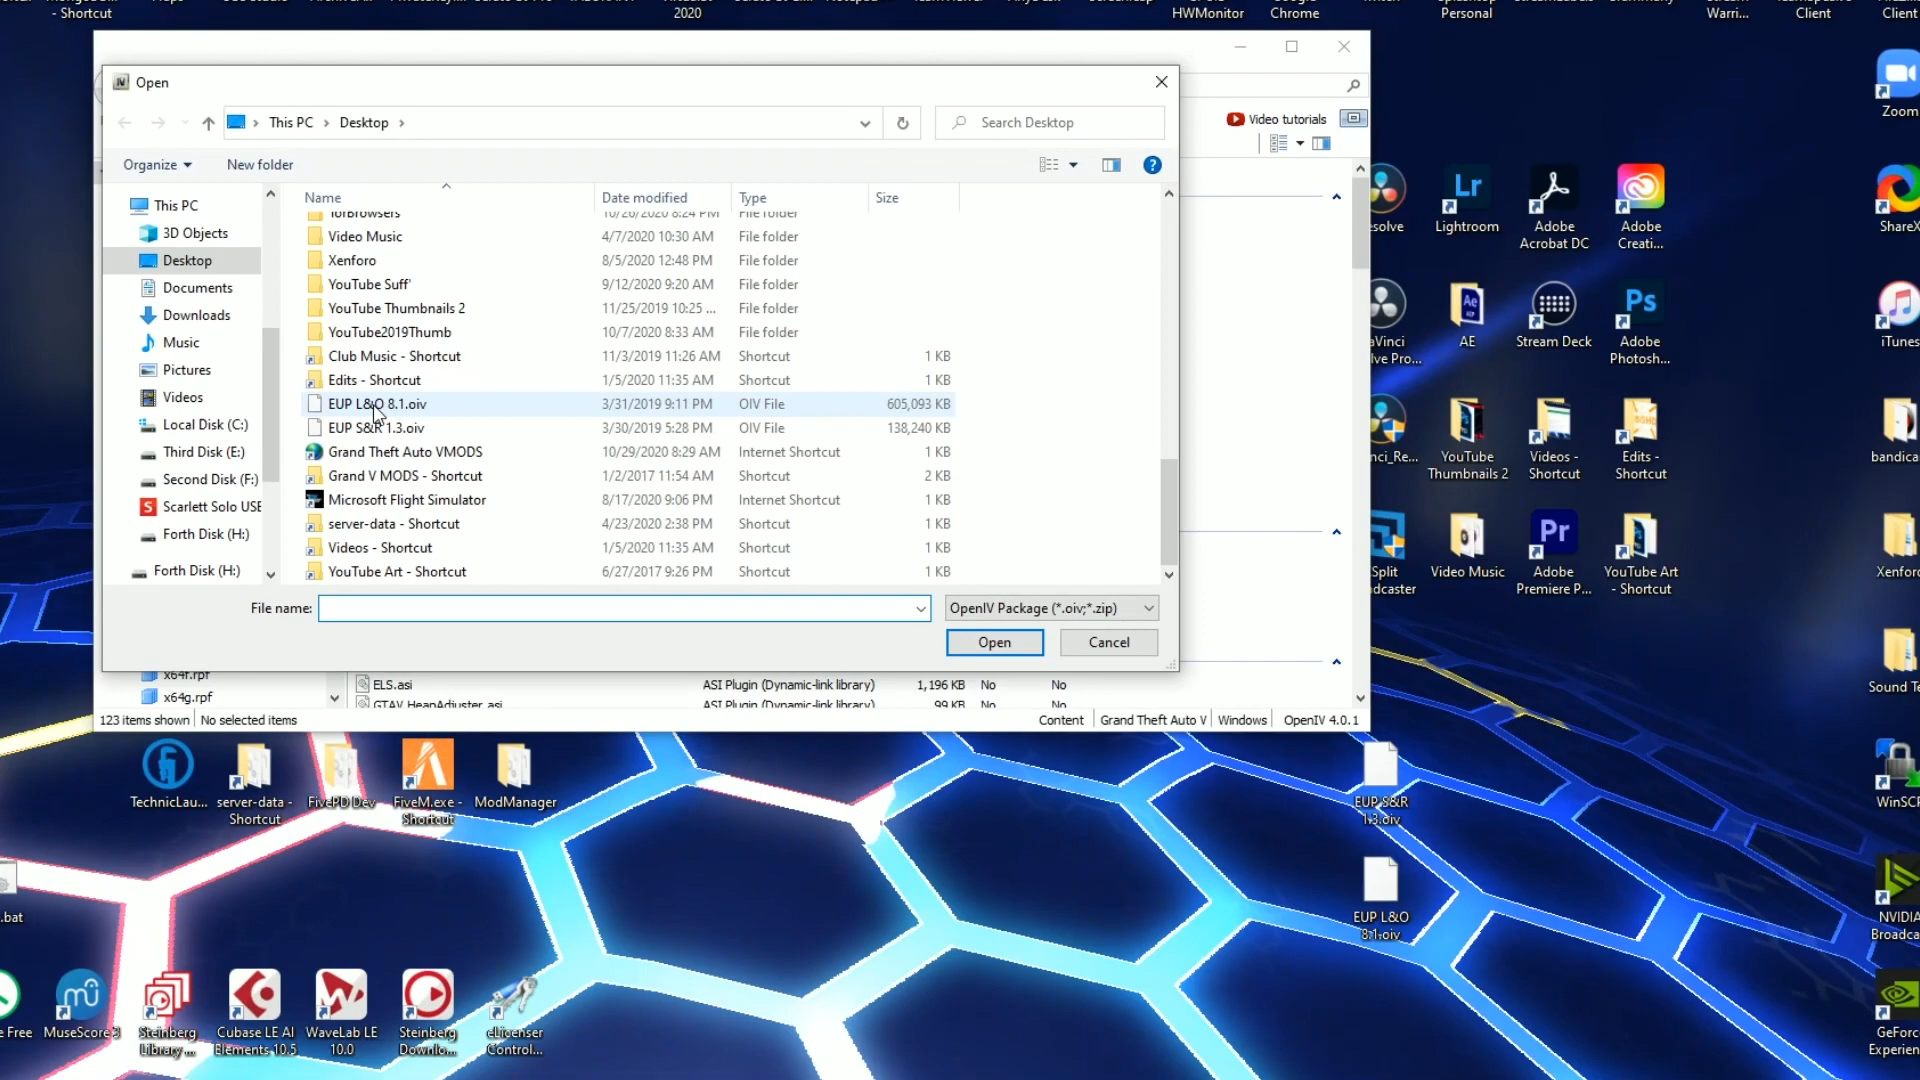 - Shortcut
2020
HWMonitor
Chrome
Personal
Warri...
Client
Client
Open
This PC
Desktop
Search Desktop
Video tutorials
Organize
New folder
Name
Date modified
Type
Size
This PC
3D Objects
Desktop
Documents
Downloads
Music
Pictures
Videos
Local Disk (C:)
Third Disk (E:)
Second Disk (F:)
Scarlett Solo USE
Forth Disk (H:)
Forth Disk (H:)
TorBrowsers 10/26/2020 8:24 PM File folder
Video Music 4/7/2020 10:30 AM File folder
Xenforo 8/5/2020 12:48 PM File folder
YouTube Suff' 9/12/2020 9:20 AM File folder
YouTube Thumbnails 2 11/25/2019 10:25 ... File folder
YouTube2019Thumb 10/7/2020 8:33 AM File folder
Club Music - Shortcut 11/3/2019 11:26 AM Shortcut 1 KB
Edits - Shortcut 1/5/2020 11:35 AM Shortcut 1 KB
EUP L&O 8.1.oiv 3/31/2019 9:11 PM OIV File 605,093 KB
EUP S&R 1.3.oiv 3/30/2019 5:28 PM OIV File 138,240 KB
Grand Theft Auto VMODS 10/29/2020 8:29 AM Internet Shortcut 1 KB
Grand V MODS - Shortcut 1/2/2017 11:54 AM Shortcut 2 KB
Microsoft Flight Simulator 8/17/2020 9:06 PM Internet Shortcut 1 KB
server-data - Shortcut 4/23/2020 2:38 PM Shortcut 1 KB
Videos - Shortcut 1/5/2020 11:35 AM Shortcut 1 KB
YouTube Art - Shortcut 6/27/2017 9:26 PM Shortcut 1 KB
File name:
OpenIV Package (*.oiv;*.zip)
Open
Cancel
x64f.rpf
x64g.rpf
ELS.asi ASI Plugin (Dynamic-link library) 1,196 KB No No
GTAV.HeapAdjuster.asi ASI Plugin (Dynamic-link library) 99 KB No No
123 items shown
No selected items
Content
Grand Theft Auto V
Windows
OpenIV 4.0.1
Zoom
esolve
Lr
Lightroom
Adobe
Acrobat DC
Adobe
Creati...
ShareX
aVinci
lve Pro...
Ae
AE
Stream Deck
Ps
Adobe
Photosh...
iTunes
nci_Re...
YouTube
Thumbnails 2
Videos -
Shortcut
Edits -
Shortcut
bandica
Split
dcaster
Video Music
Pr
Adobe
Premiere P...
YouTube Art
- Shortcut
Xenforo
Sound Te
TechnicLau...
server-data -
Shortcut
FivePD Dev
FiveM.exe -
Shortcut
ModManager
EUP S&R
1.3.oiv
WinSCP
.bat
EUP L&O
8.1.oiv
NVIDIA
Broadca
e Free
MuseScore 3
Steinberg
Library ...
Cubase LE AI
Elements 10.5
WaveLab LE
10.0
Steinberg
Downlo...
eLicenser
Control...
GeForce
Experien